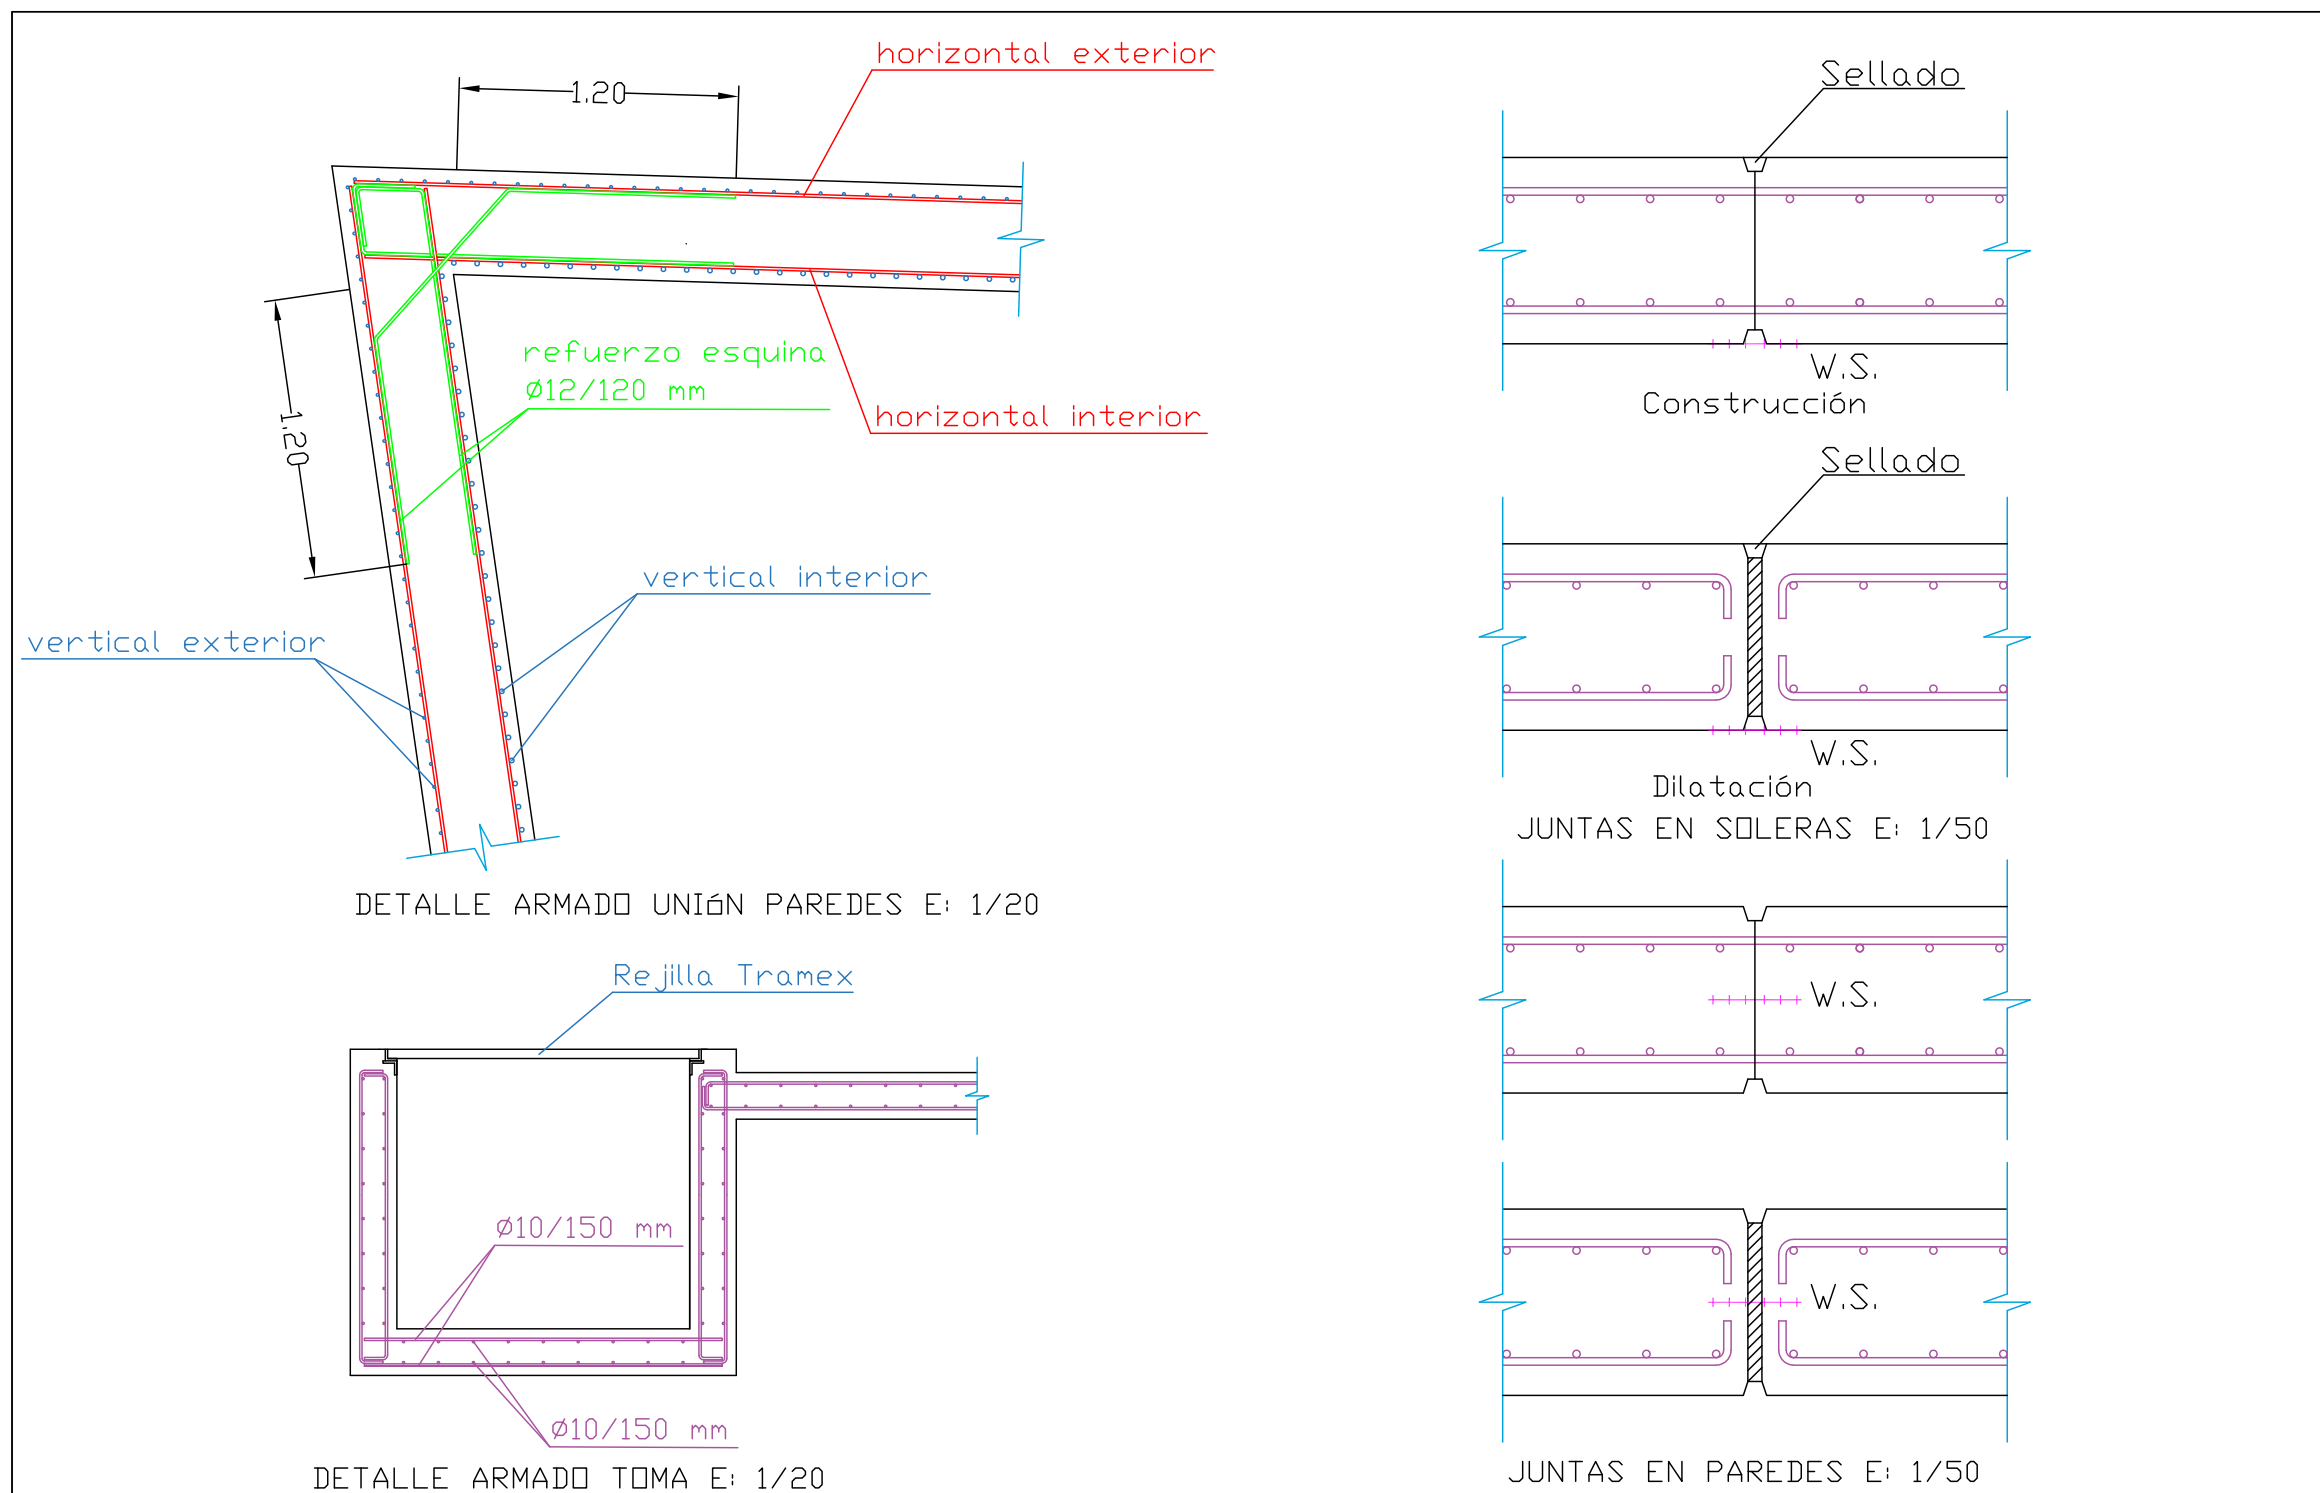 horizontal exterior
1.20
refuerzo esquina
Ø12/120 mm
horizontal interior
1.20
vertical interior
vertical exterior
DETALLE ARMADO UNIóN PAREDES E: 1/20
Rejilla Tramex
Ø10/150 mm
Ø10/150 mm
DETALLE ARMADO TOMA E: 1/20
Sellado
W.S.
Construcción
Sellado
W.S.
Dilatación
JUNTAS EN SOLERAS E: 1/50
W.S.
W.S.
JUNTAS EN PAREDES E: 1/50